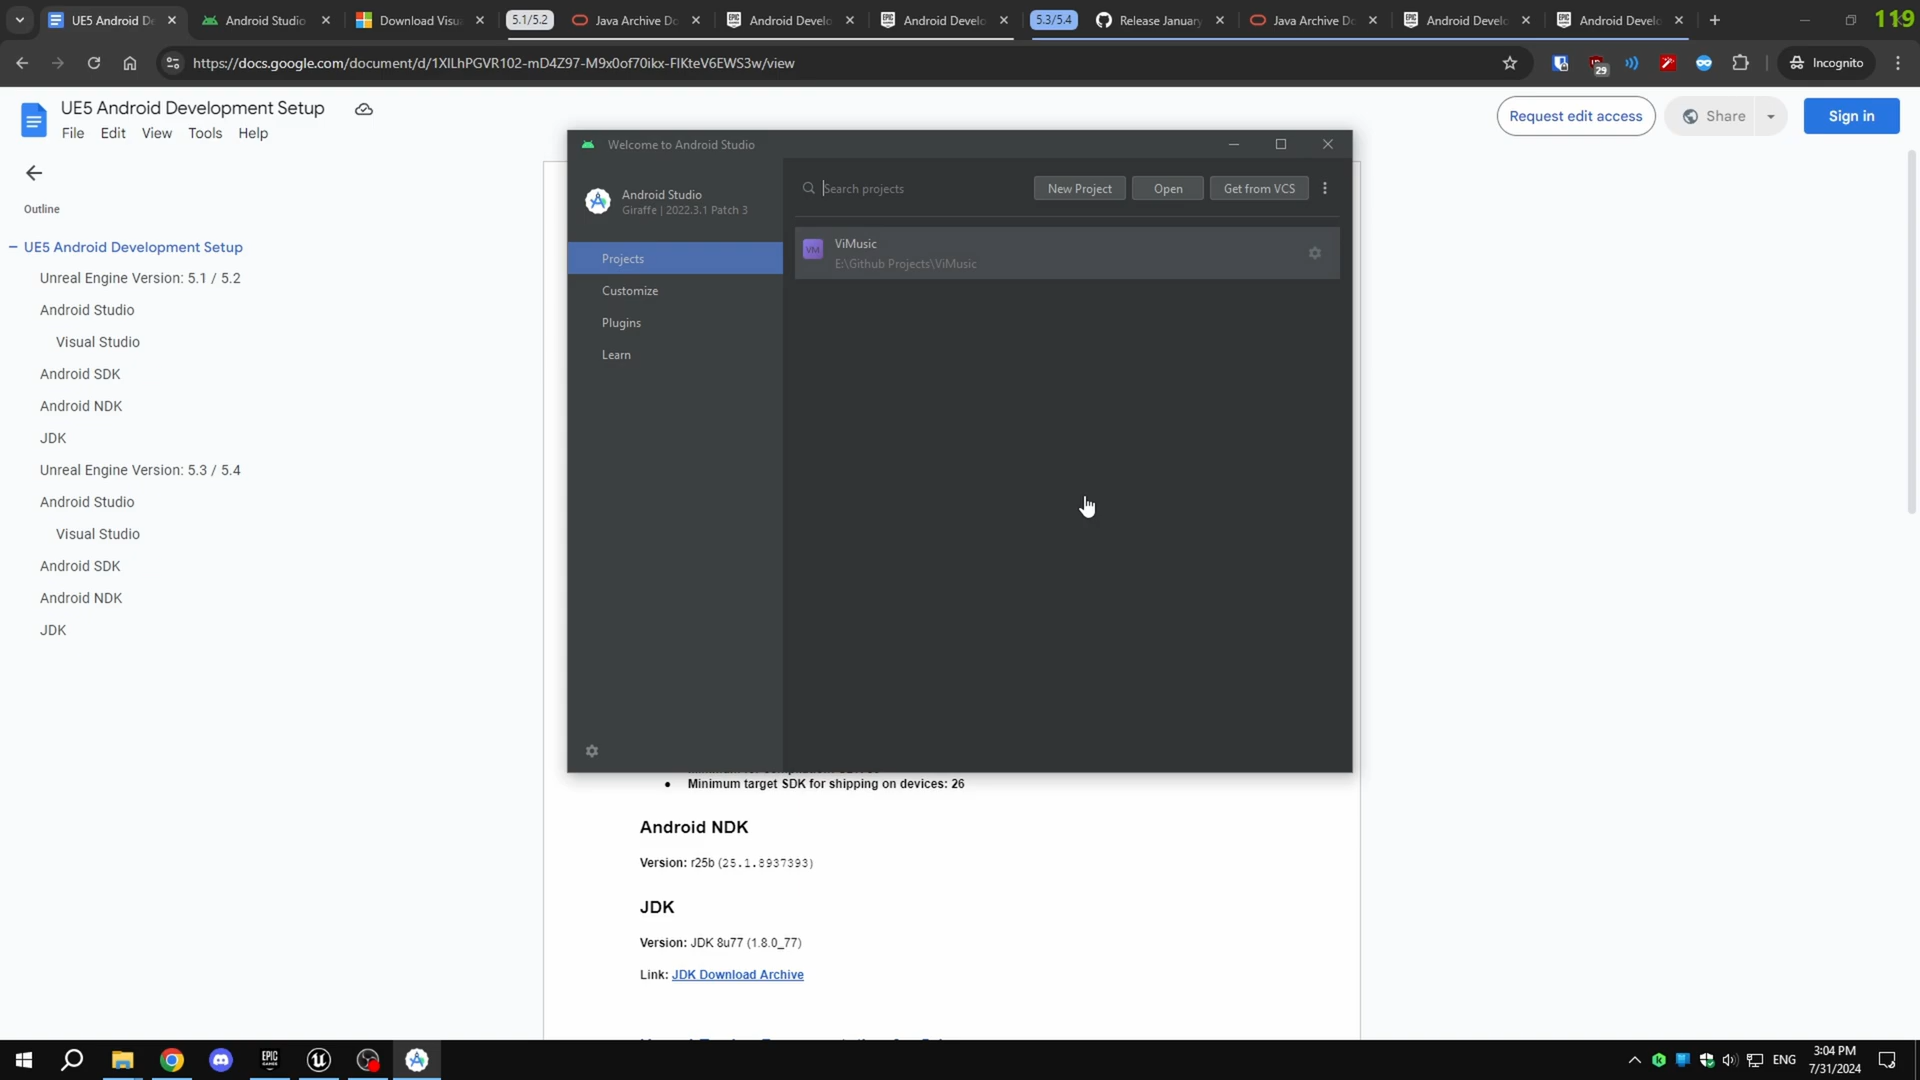 UE5 Android De
Android Studio
Download Visua
5.1/5.2
Java Archive Do
Android Develo
Android Develo
5.3/5.4
Release January
Java Archive Do
Android Develo
Android Develo
119
https://docs.google.com/document/d/1XlLhPGVR102-mD4Z97-M9x0of70ikx-FlKteV6EWS3w/view
29
Incognito
UE5 Android Development Setup
File Edit View Tools Help
Request edit access
Share
Sign in
Outline
UE5 Android Development Setup
Unreal Engine Version: 5.1 / 5.2
Android Studio
Visual Studio
Android SDK
Android NDK
JDK
Unreal Engine Version: 5.3 / 5.4
Android Studio
Visual Studio
Android SDK
Android NDK
JDK
Welcome to Android Studio
Android Studio
Giraffe | 2022.3.1 Patch 3
Projects
Customize
Plugins
Learn
Search projects
New Project
Open
Get from VCS
VM
ViMusic
E:\Github Projects\ViMusic
• Minimum target SDK for shipping on devices: 26
Android NDK
Version: r25b (25.1.8937393)
JDK
Version: JDK 8u77 (1.8.0_77)
Link: JDK Download Archive
EPIC GAMES
ENG
3:04 PM
7/31/2024